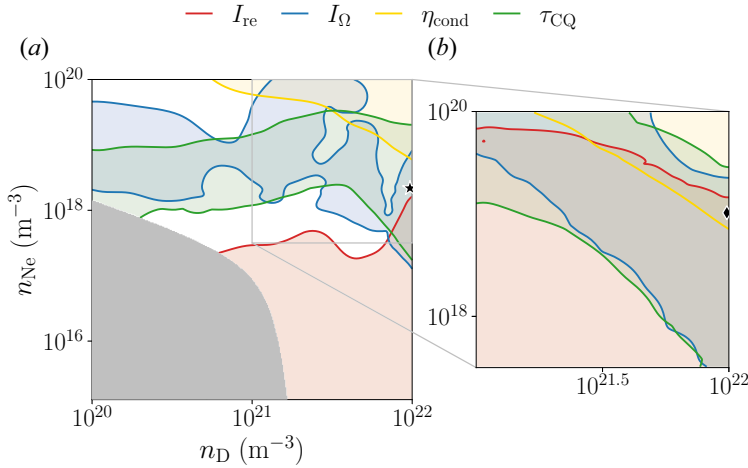 I_re I_Ω η_cond τ_CQ
(a) (b)
10^20
10^18
10^16
n_Ne (m^−3)
10^20 10^21 10^22
n_D (m^−3)
10^20
10^18
10^21.5 10^22